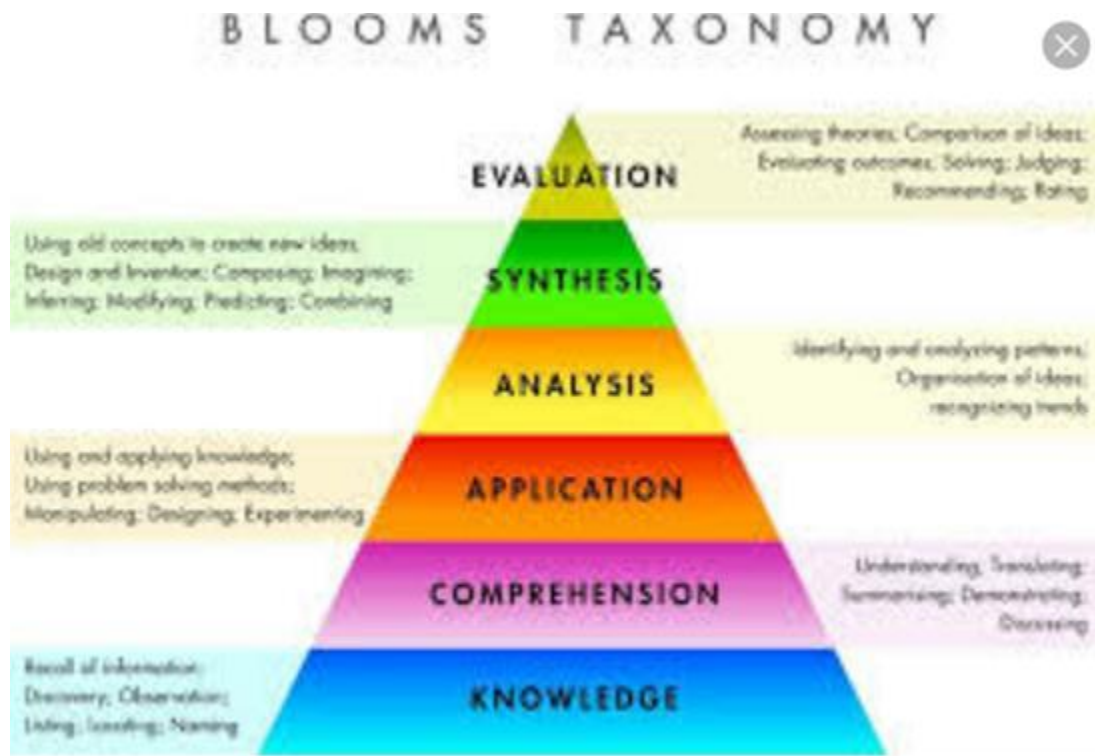 BLOOMS TAXONOMY
EVALUATION
Assessing theories; Comparison of ideas;
Evaluating outcomes; Solving; Judging;
Recommending; Rating
Using old concepts to create new ideas;
Design and Invention; Composing; Imagining;
Inferring; Modifying; Predicting; Combining
SYNTHESIS
ANALYSIS
Identifying and analyzing patterns;
Organisation of ideas;
recognizing trends
Using and applying knowledge;
Using problem solving methods;
Manipulating; Designing; Experimenting
APPLICATION
COMPREHENSION
Understanding; Translating;
Summarising; Demonstrating;
Discussing
Recall of information;
Discovery; Observation;
Listing; Locating; Naming
KNOWLEDGE